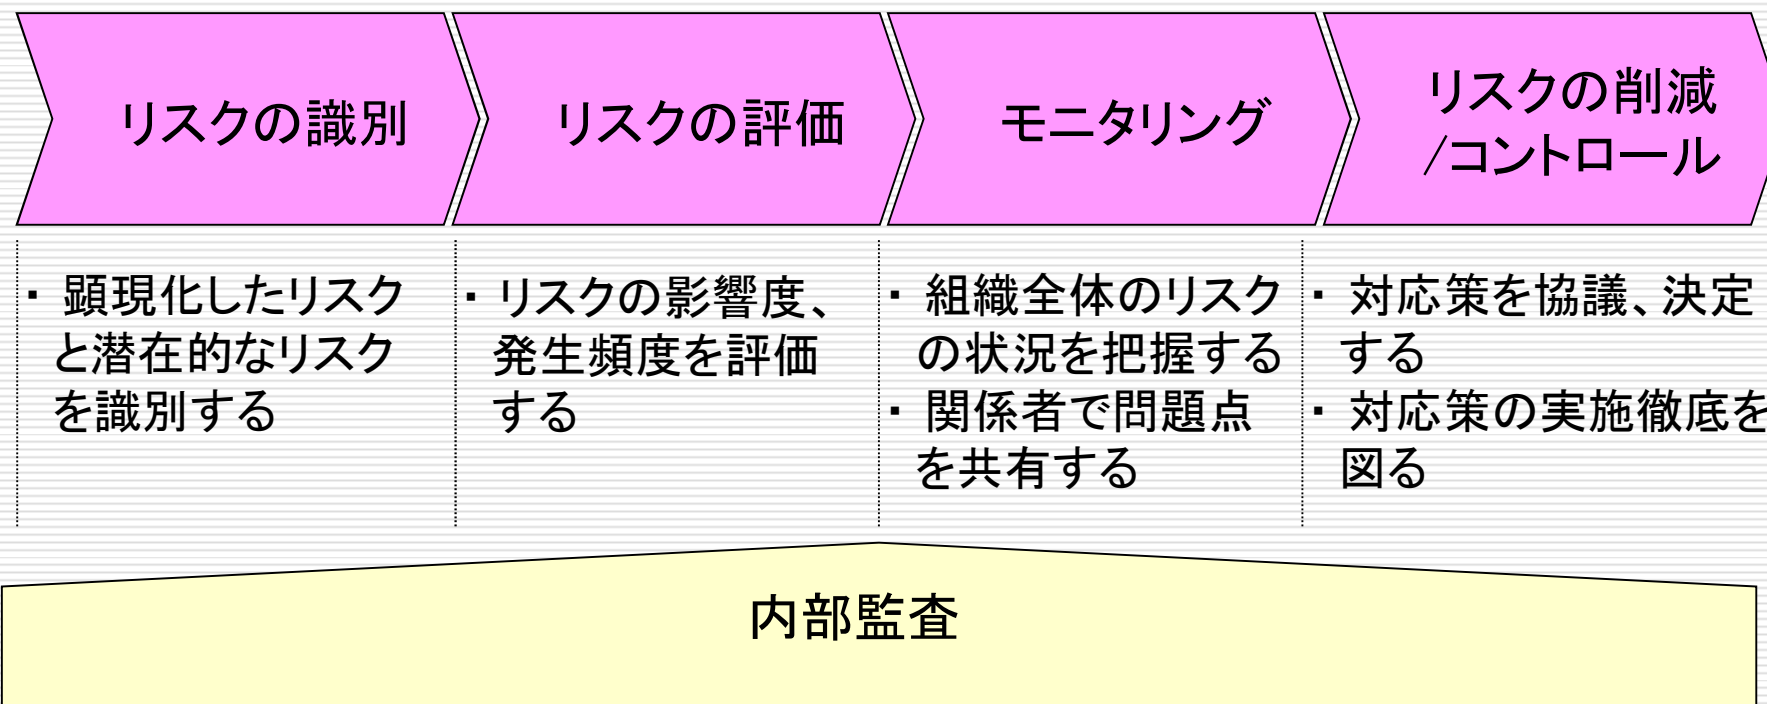 リスクの識別
リスクの評価
モニタリング
リスクの削減
/コントロール
・ 顕現化したリスク
と潜在的なリスク
を識別する
・ リスクの影響度、
発生頻度を評価
する
・ 組織全体のリスク
の状況を把握する
・ 関係者で問題点
を共有する
・ 対応策を協議、決定
する
・ 対応策の実施徹底を
図る
内部監査